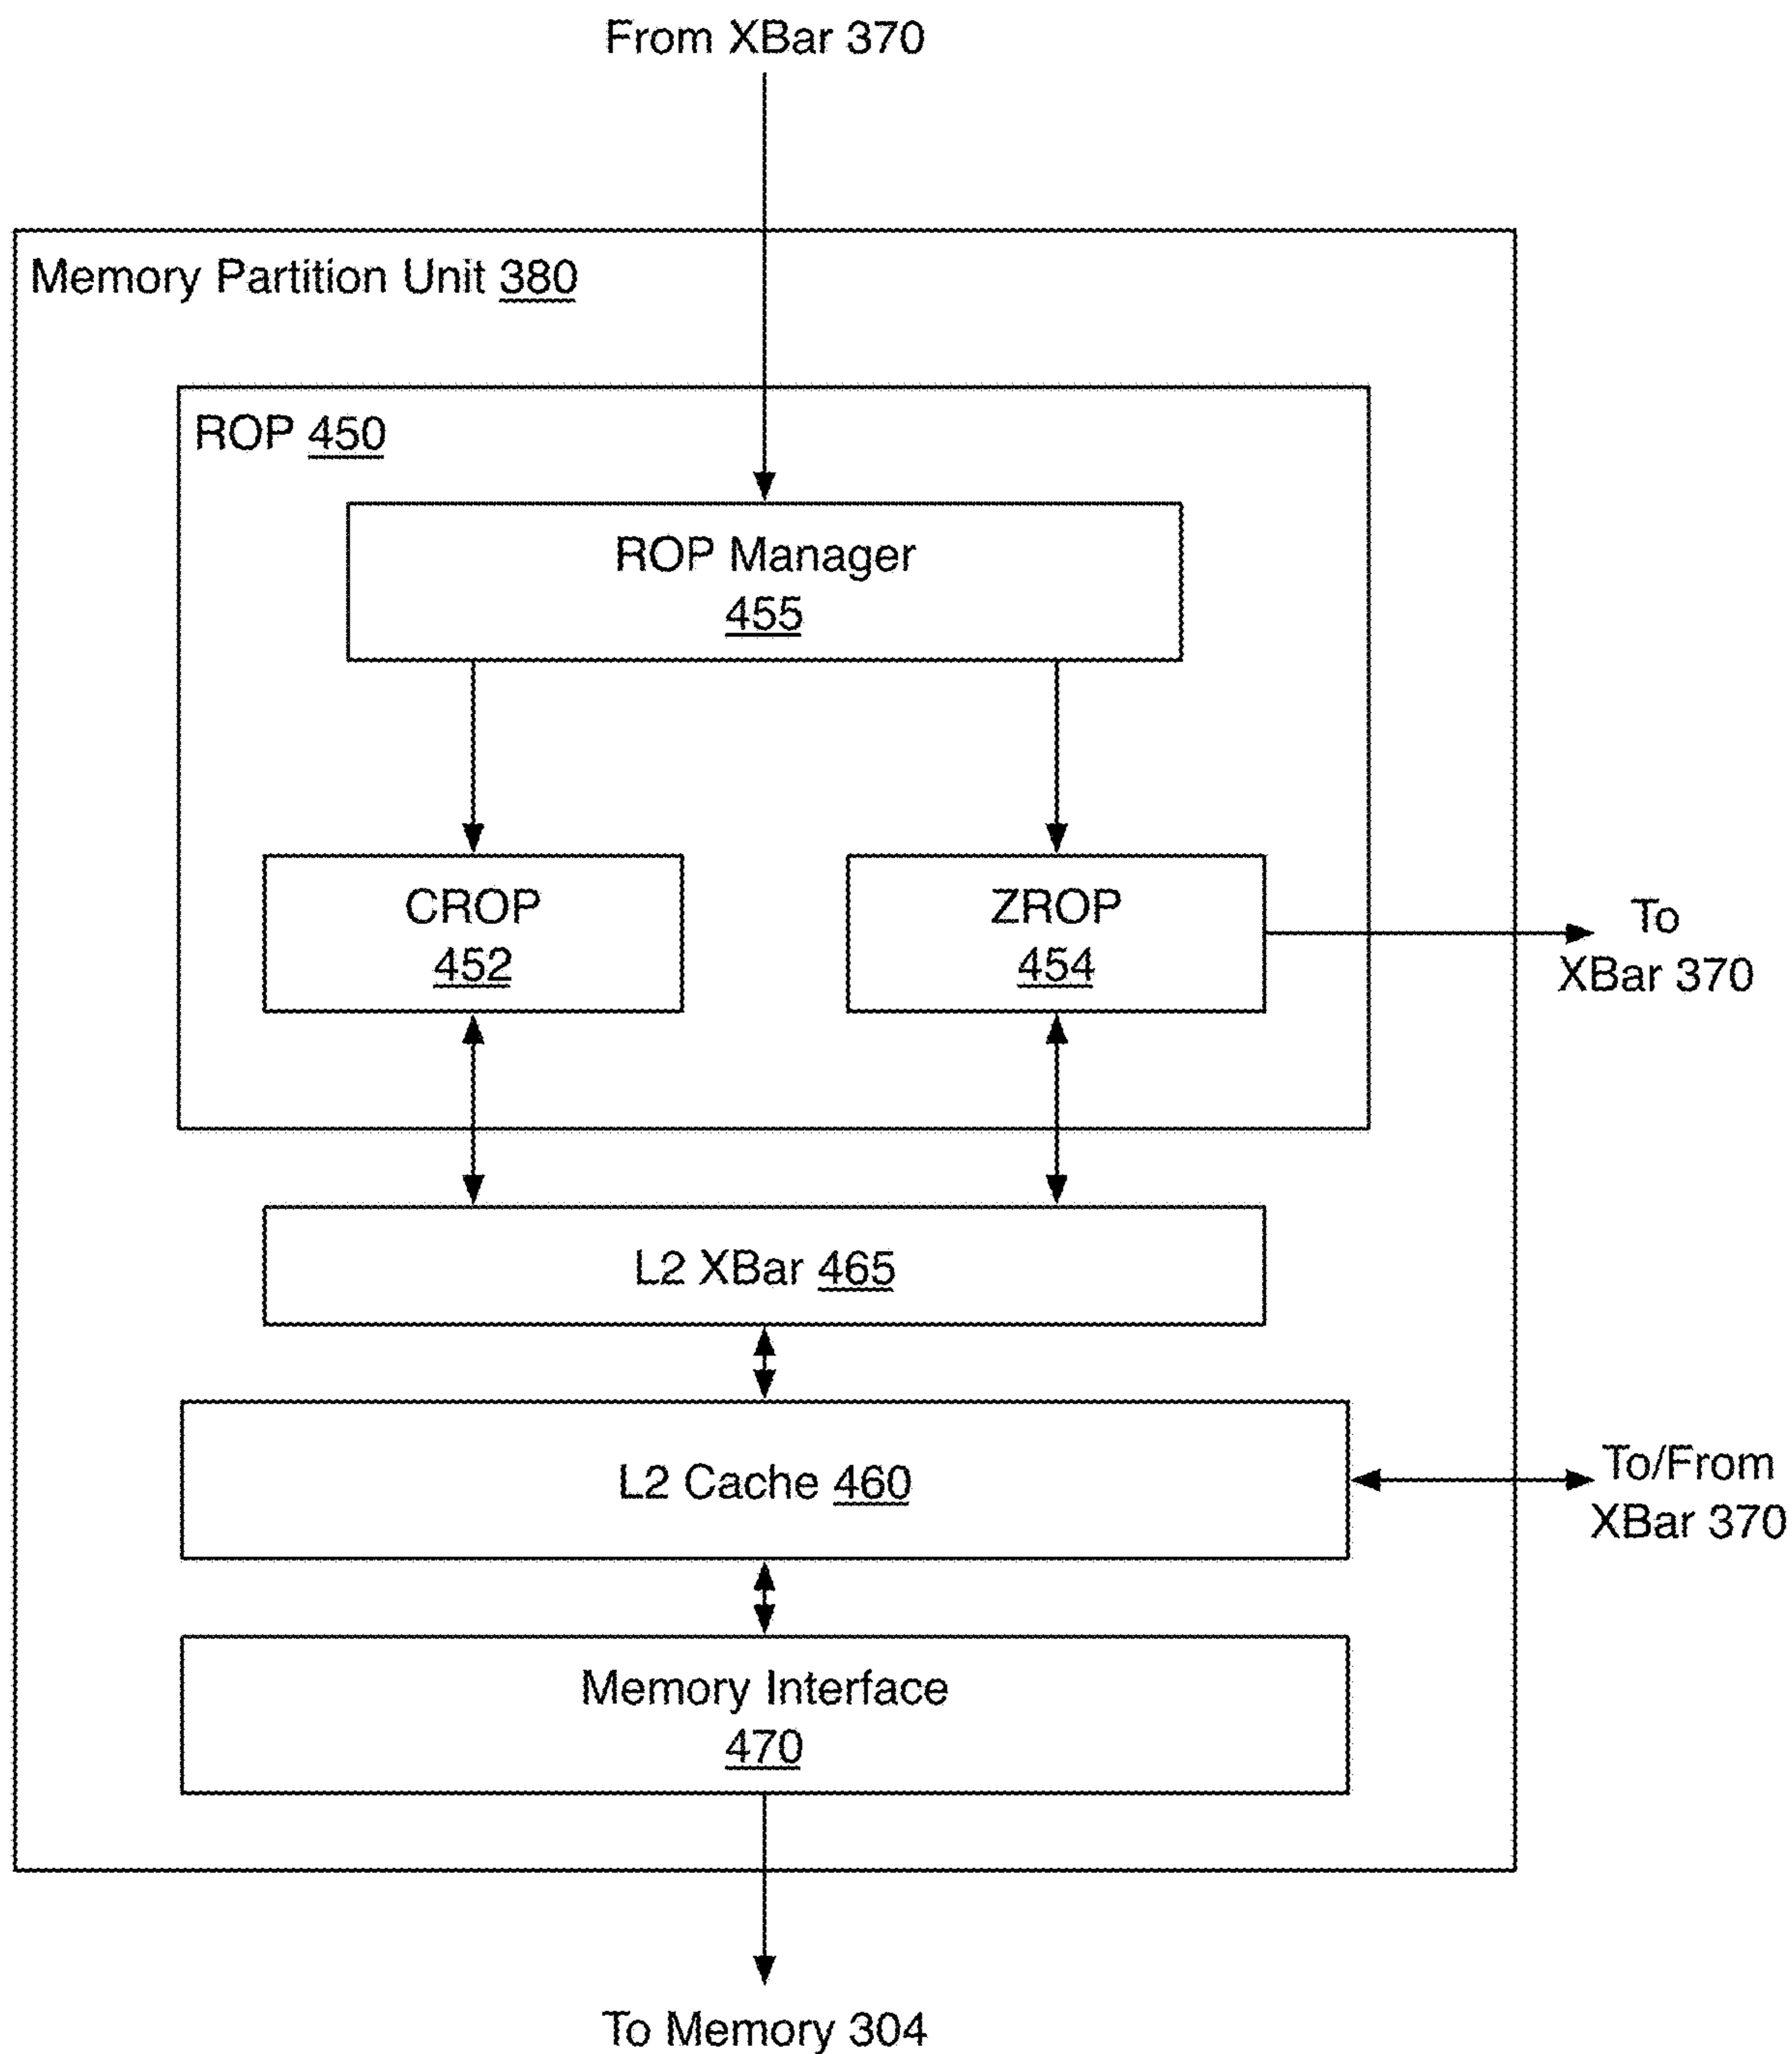 From XBar 370
Memory Partition Unit 380
ROP 450
ROP Manager
455
CROP
452
ZROP
454
To
XBar 370
L2 XBar 465
L2 Cache 460
To/From
XBar 370
Memory Interface
470
To Memory 304